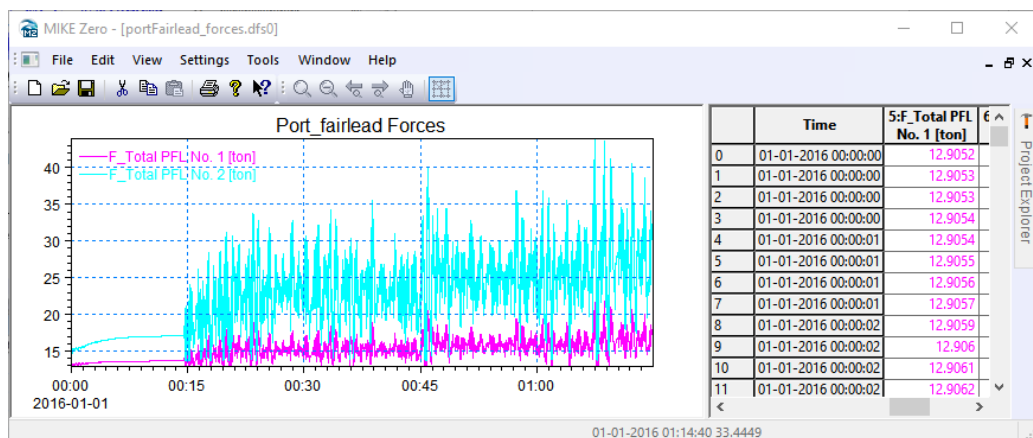 MIKE Zero - [portFairlead_forces.dfs0]
File Edit View Settings Tools Window Help
Port_fairlead Forces
F_Total PFL No. 1 [ton]
F_Total PFL No. 2 [ton]
40
35
30
25
20
15
00:00 00:15 00:30 00:45 01:00
2016-01-01
Time 5:F_Total PFL No. 1 [ton] 6
0 01-01-2016 00:00:00 12.9052
1 01-01-2016 00:00:00 12.9053
2 01-01-2016 00:00:00 12.9053
3 01-01-2016 00:00:00 12.9054
4 01-01-2016 00:00:01 12.9054
5 01-01-2016 00:00:01 12.9055
6 01-01-2016 00:00:01 12.9056
7 01-01-2016 00:00:01 12.9057
8 01-01-2016 00:00:02 12.9059
9 01-01-2016 00:00:02 12.906
10 01-01-2016 00:00:02 12.9061
11 01-01-2016 00:00:02 12.9062
Project Explorer
01-01-2016 01:14:40 33.4449